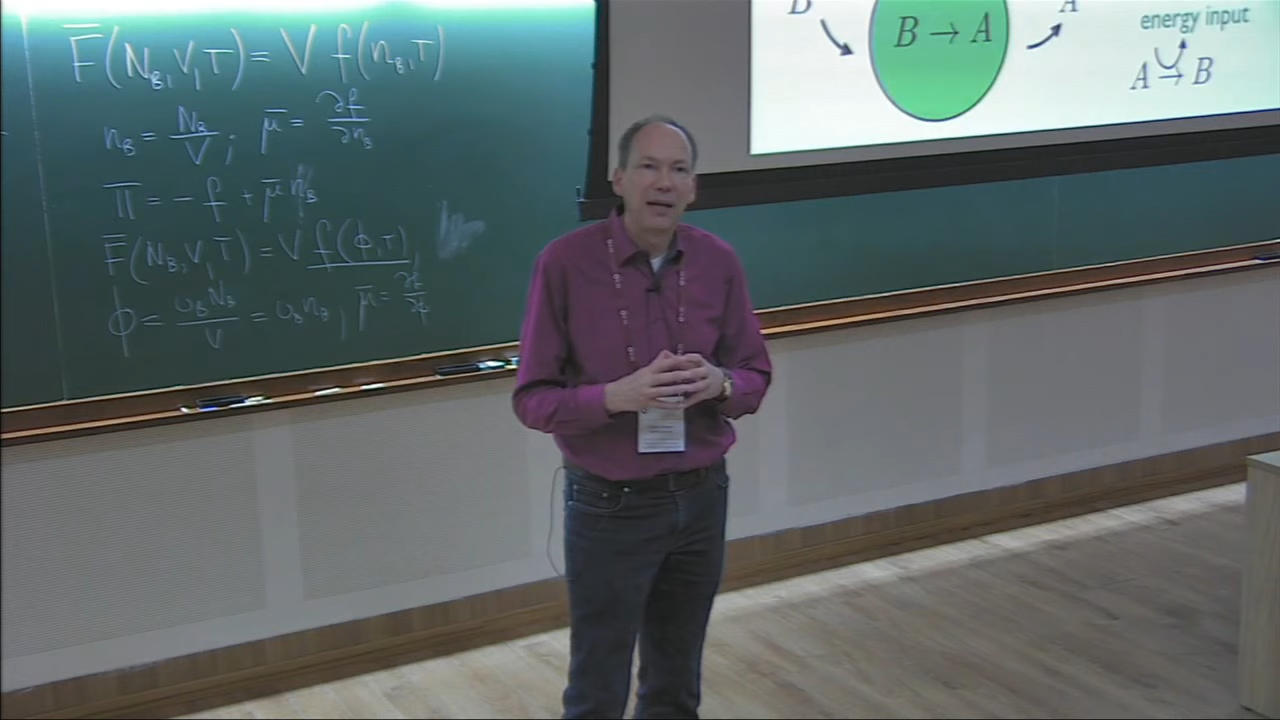 F̄(N_B,V,T) = V f(n_B,T)
n_B = N_B/V ; μ̄ = ∂f/∂n_B
Π = -f + μ̄ n_B
F̄(N_B,V,T) = V f(ϕ,T),
ϕ = υ_B N_B/V = υ_B n_B, μ̄ = ∂f/∂ϕ
B
B → A
A
energy input
A → B